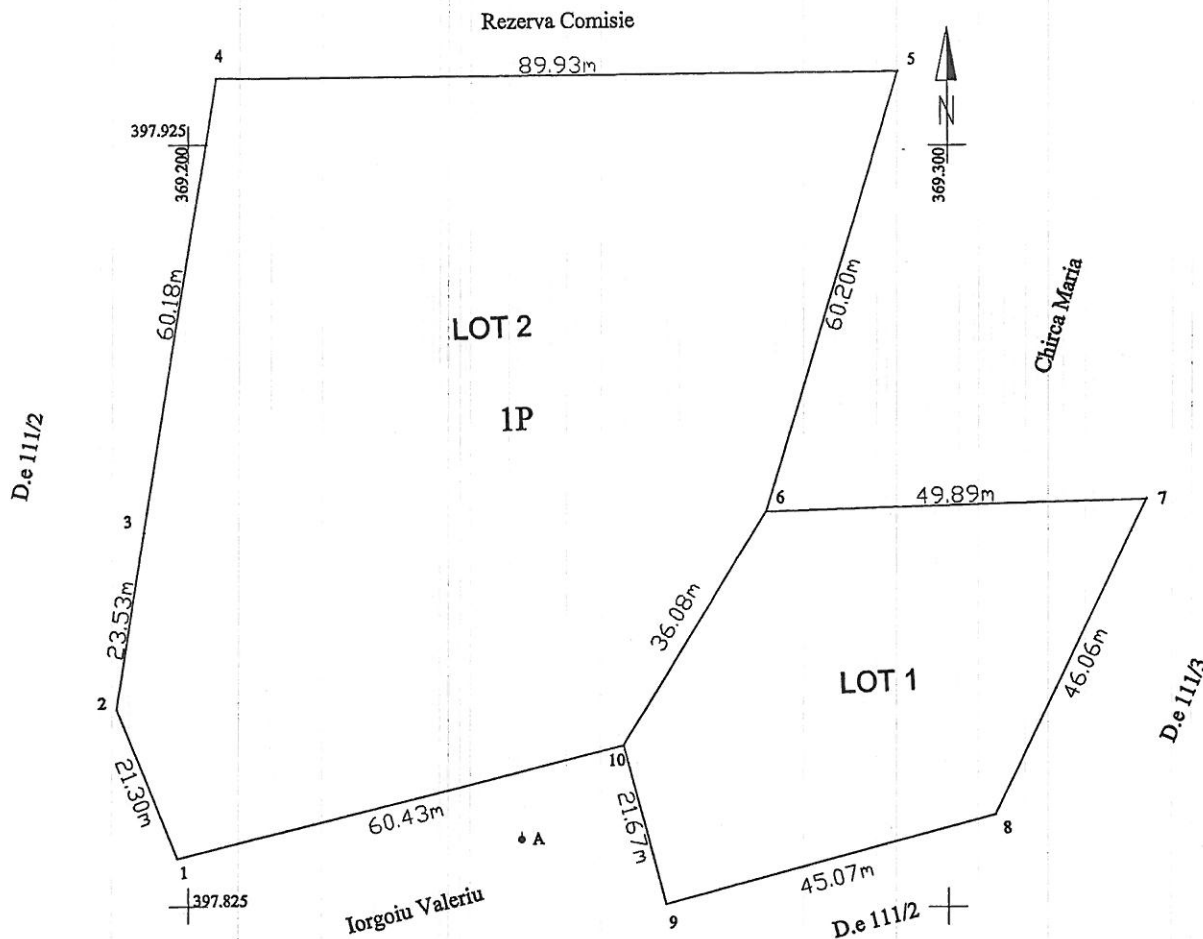 Rezerva Comisie
4
89.93m
5
N
397.925
369.200
369.300
60.18m
60.20m
Chirca Maria
LOT 2
1P
D.e 111/2
3
6
49.89m
7
23.53m
36.08m
LOT 1
46.06m
D.e 111/3
2
10
21.30m
60.43m
A
21.67m
8
1
45.07m
397.825
Iorgoiu Valeriu
9
D.e 111/2